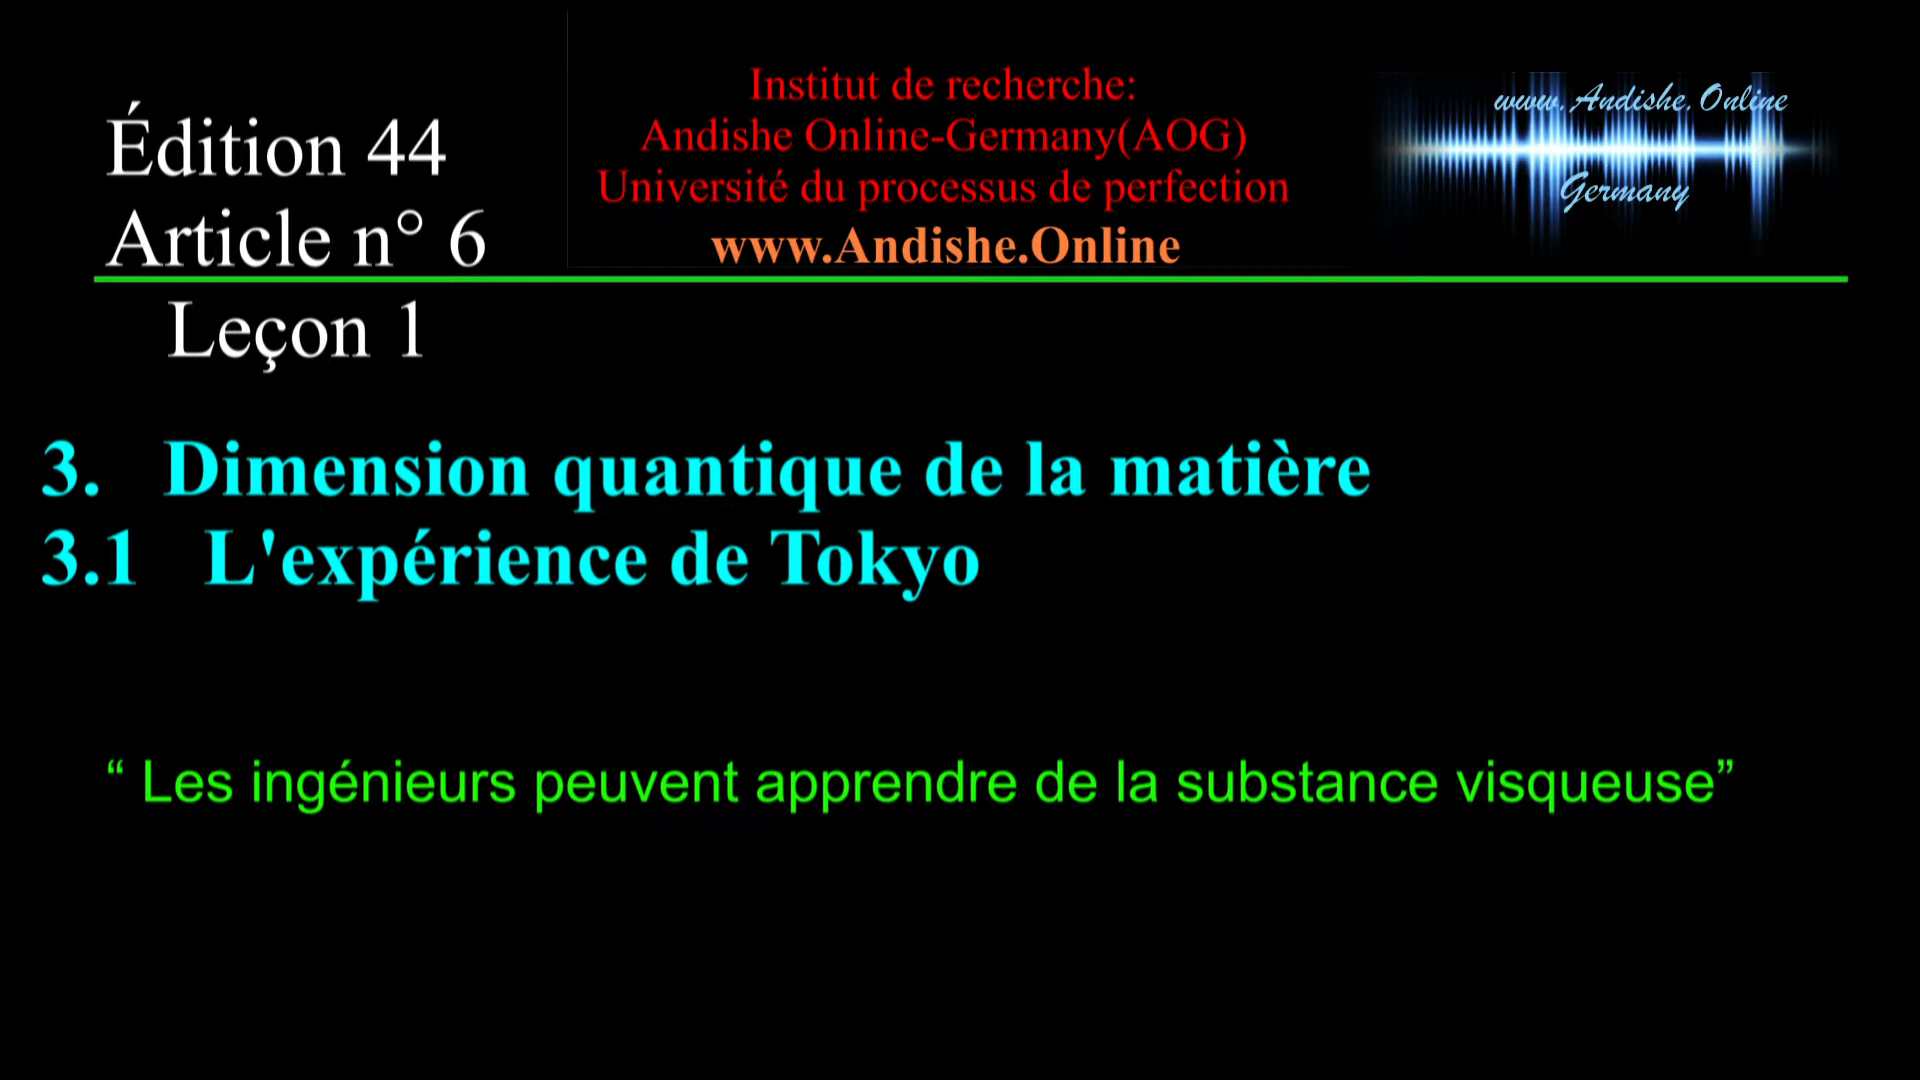 Édition 44
Article n° 6
Leçon 1
Institut de recherche:
Andishe Online-Germany(AOG)
Université du processus de perfection
www.Andishe.Online
www.Andishe.Online
Germany
3. Dimension quantique de la matière
3.1 L'expérience de Tokyo
“ Les ingénieurs peuvent apprendre de la substance visqueuse”